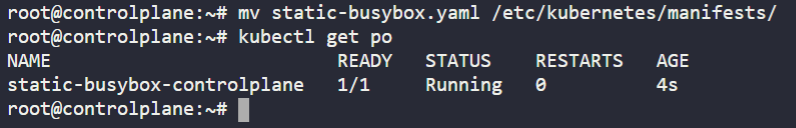 root@controlplane:~# mv static-busybox.yaml /etc/kubernetes/manifests/
root@controlplane:~# kubectl get po
NAME                          READY   STATUS    RESTARTS   AGE
static-busybox-controlplane   1/1     Running   0          4s
root@controlplane:~#